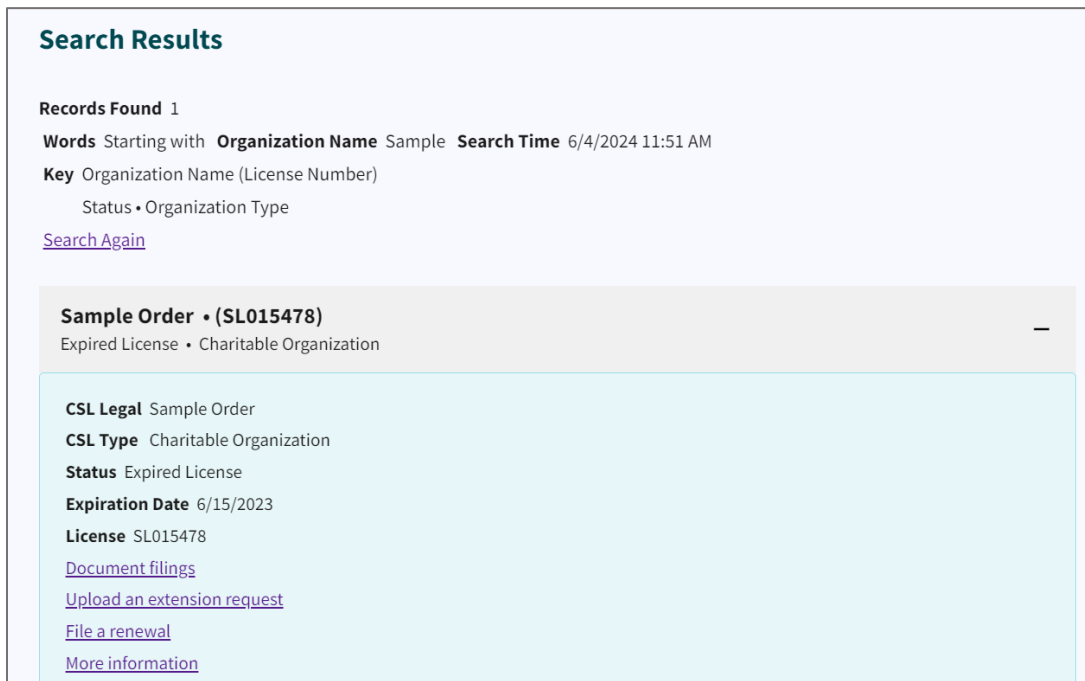 Search Results
Records Found 1
Words Starting with Organization Name Sample Search Time 6/4/2024 11:51 AM
Key Organization Name (License Number)
Status • Organization Type
Search Again
Sample Order • (SL015478)
Expired License • Charitable Organization
CSL Legal Sample Order
CSL Type Charitable Organization
Status Expired License
Expiration Date 6/15/2023
License SL015478
Document filings
Upload an extension request
File a renewal
More information